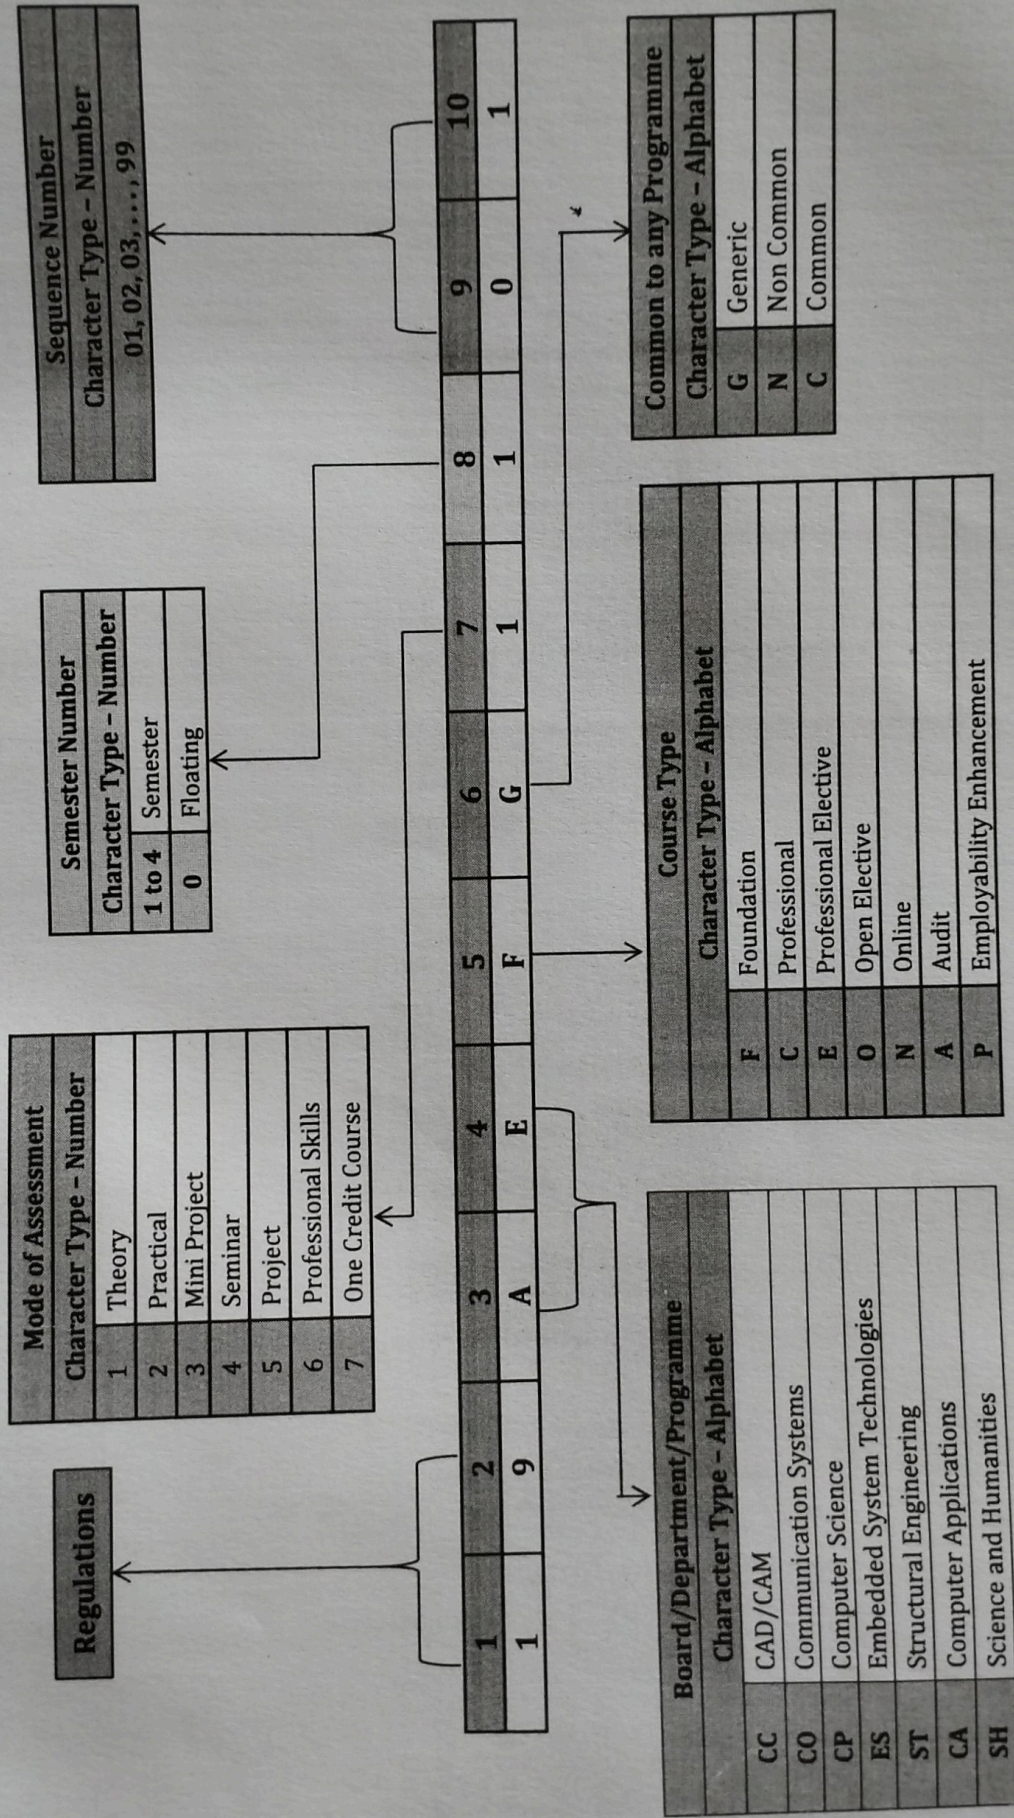 Regulations
Mode of Assessment
Character Type – Number
1 Theory
2 Practical
3 Mini Project
4 Seminar
5 Project
6 Professional Skills
7 One Credit Course
Semester Number
Character Type – Number
1 to 4 Semester
0 Floating
Sequence Number
Character Type – Number
01, 02, 03,...., 99
1 2 3 4 5 6 7 8 9 10
1 9 A E F G 1 1 0 1
Board/Department/Programme
Character Type – Alphabet
CC CAD/CAM
CO Communication Systems
CP Computer Science
ES Embedded System Technologies
ST Structural Engineering
CA Computer Applications
SH Science and Humanities
Course Type
Character Type – Alphabet
F Foundation
C Professional
E Professional Elective
O Open Elective
N Online
A Audit
P Employability Enhancement
Common to any Programme
Character Type – Alphabet
G Generic
N Non Common
C Common